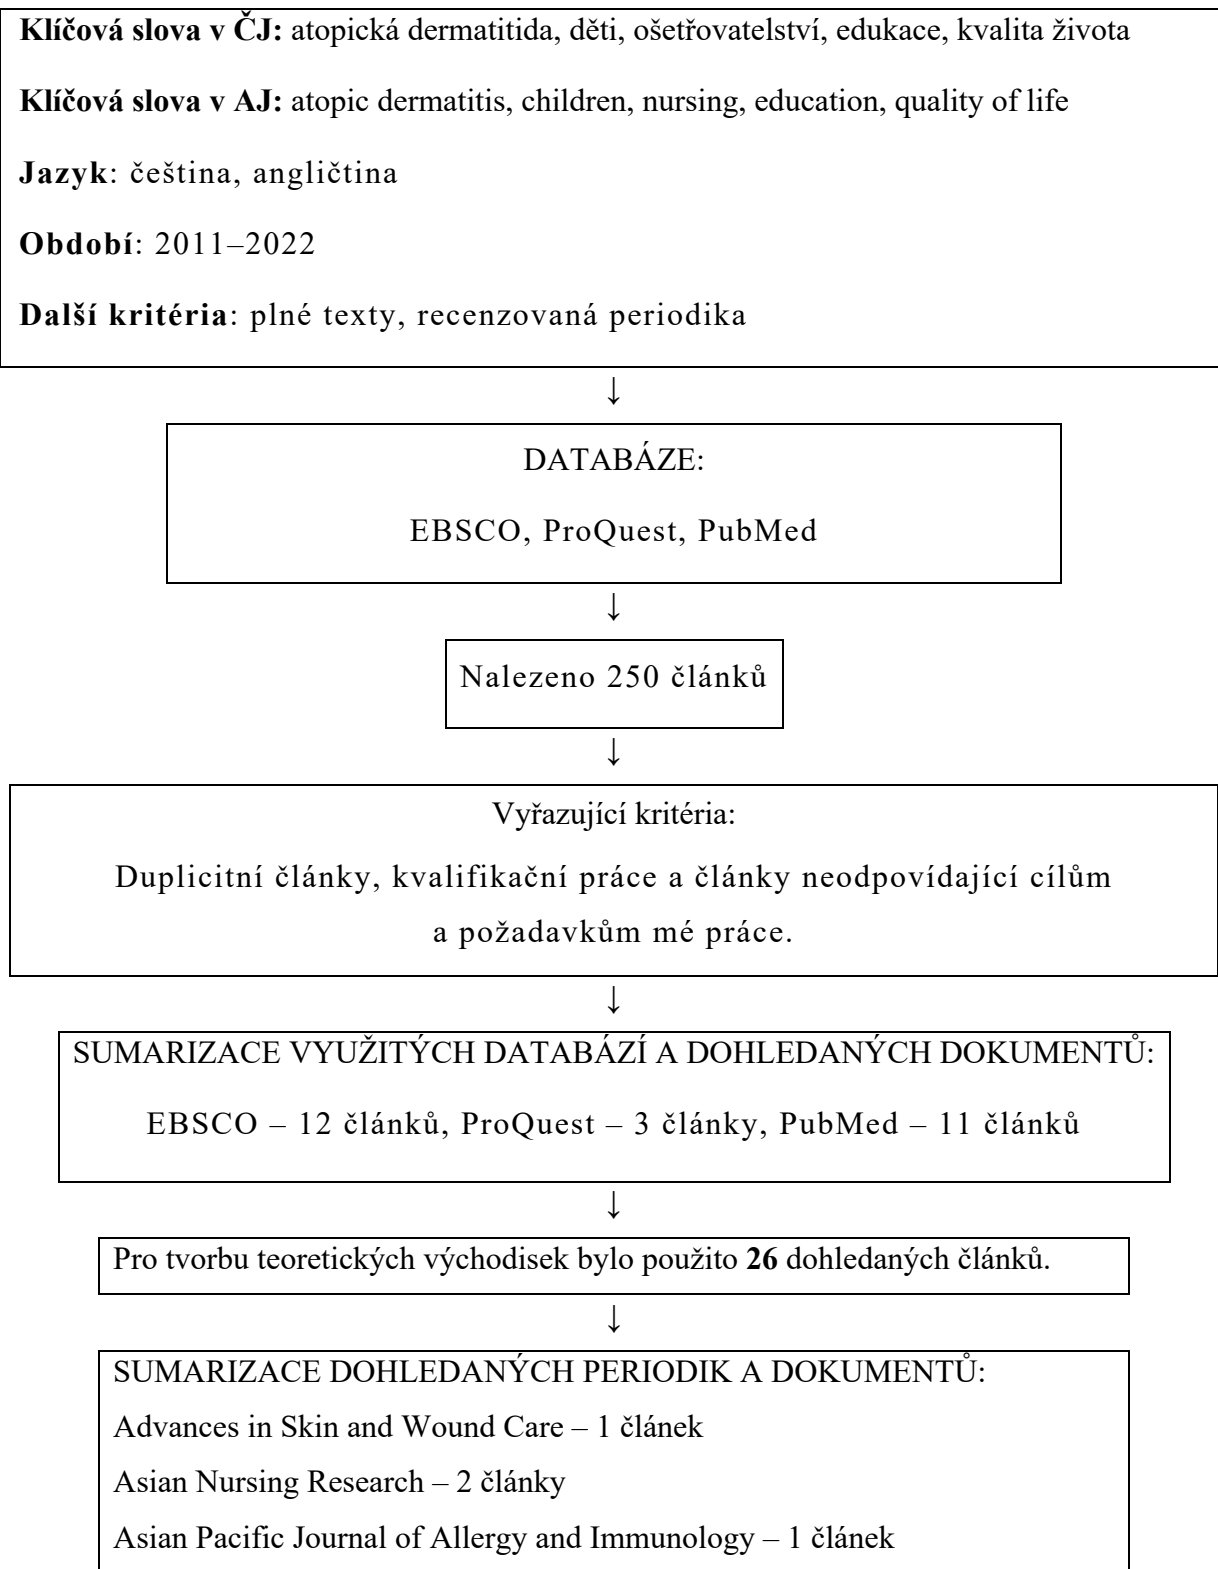 Klíčová slova v ČJ: atopická dermatitida, děti, ošetřovatelství, edukace, kvalita života
Klíčová slova v AJ: atopic dermatitis, children, nursing, education, quality of life
Jazyk: čeština, angličtina
Období: 2011–2022
Další kritéria: plné texty, recenzovaná periodika
↓
DATABÁZE:
EBSCO, ProQuest, PubMed
↓
Nalezeno 250 článků
↓
Vyřazující kritéria:
Duplicitní články, kvalifikační práce a články neodpovídající cílům
a požadavkům mé práce.
↓
SUMARIZACE VYUŽITÝCH DATABÁZÍ A DOHLEDANÝCH DOKUMENTŮ:
EBSCO – 12 článků, ProQuest – 3 články, PubMed – 11 článků
↓
Pro tvorbu teoretických východisek bylo použito 26 dohledaných článků.
↓
SUMARIZACE DOHLEDANÝCH PERIODIK A DOKUMENTŮ:
Advances in Skin and Wound Care – 1 článek
Asian Nursing Research – 2 články
Asian Pacific Journal of Allergy and Immunology – 1 článek